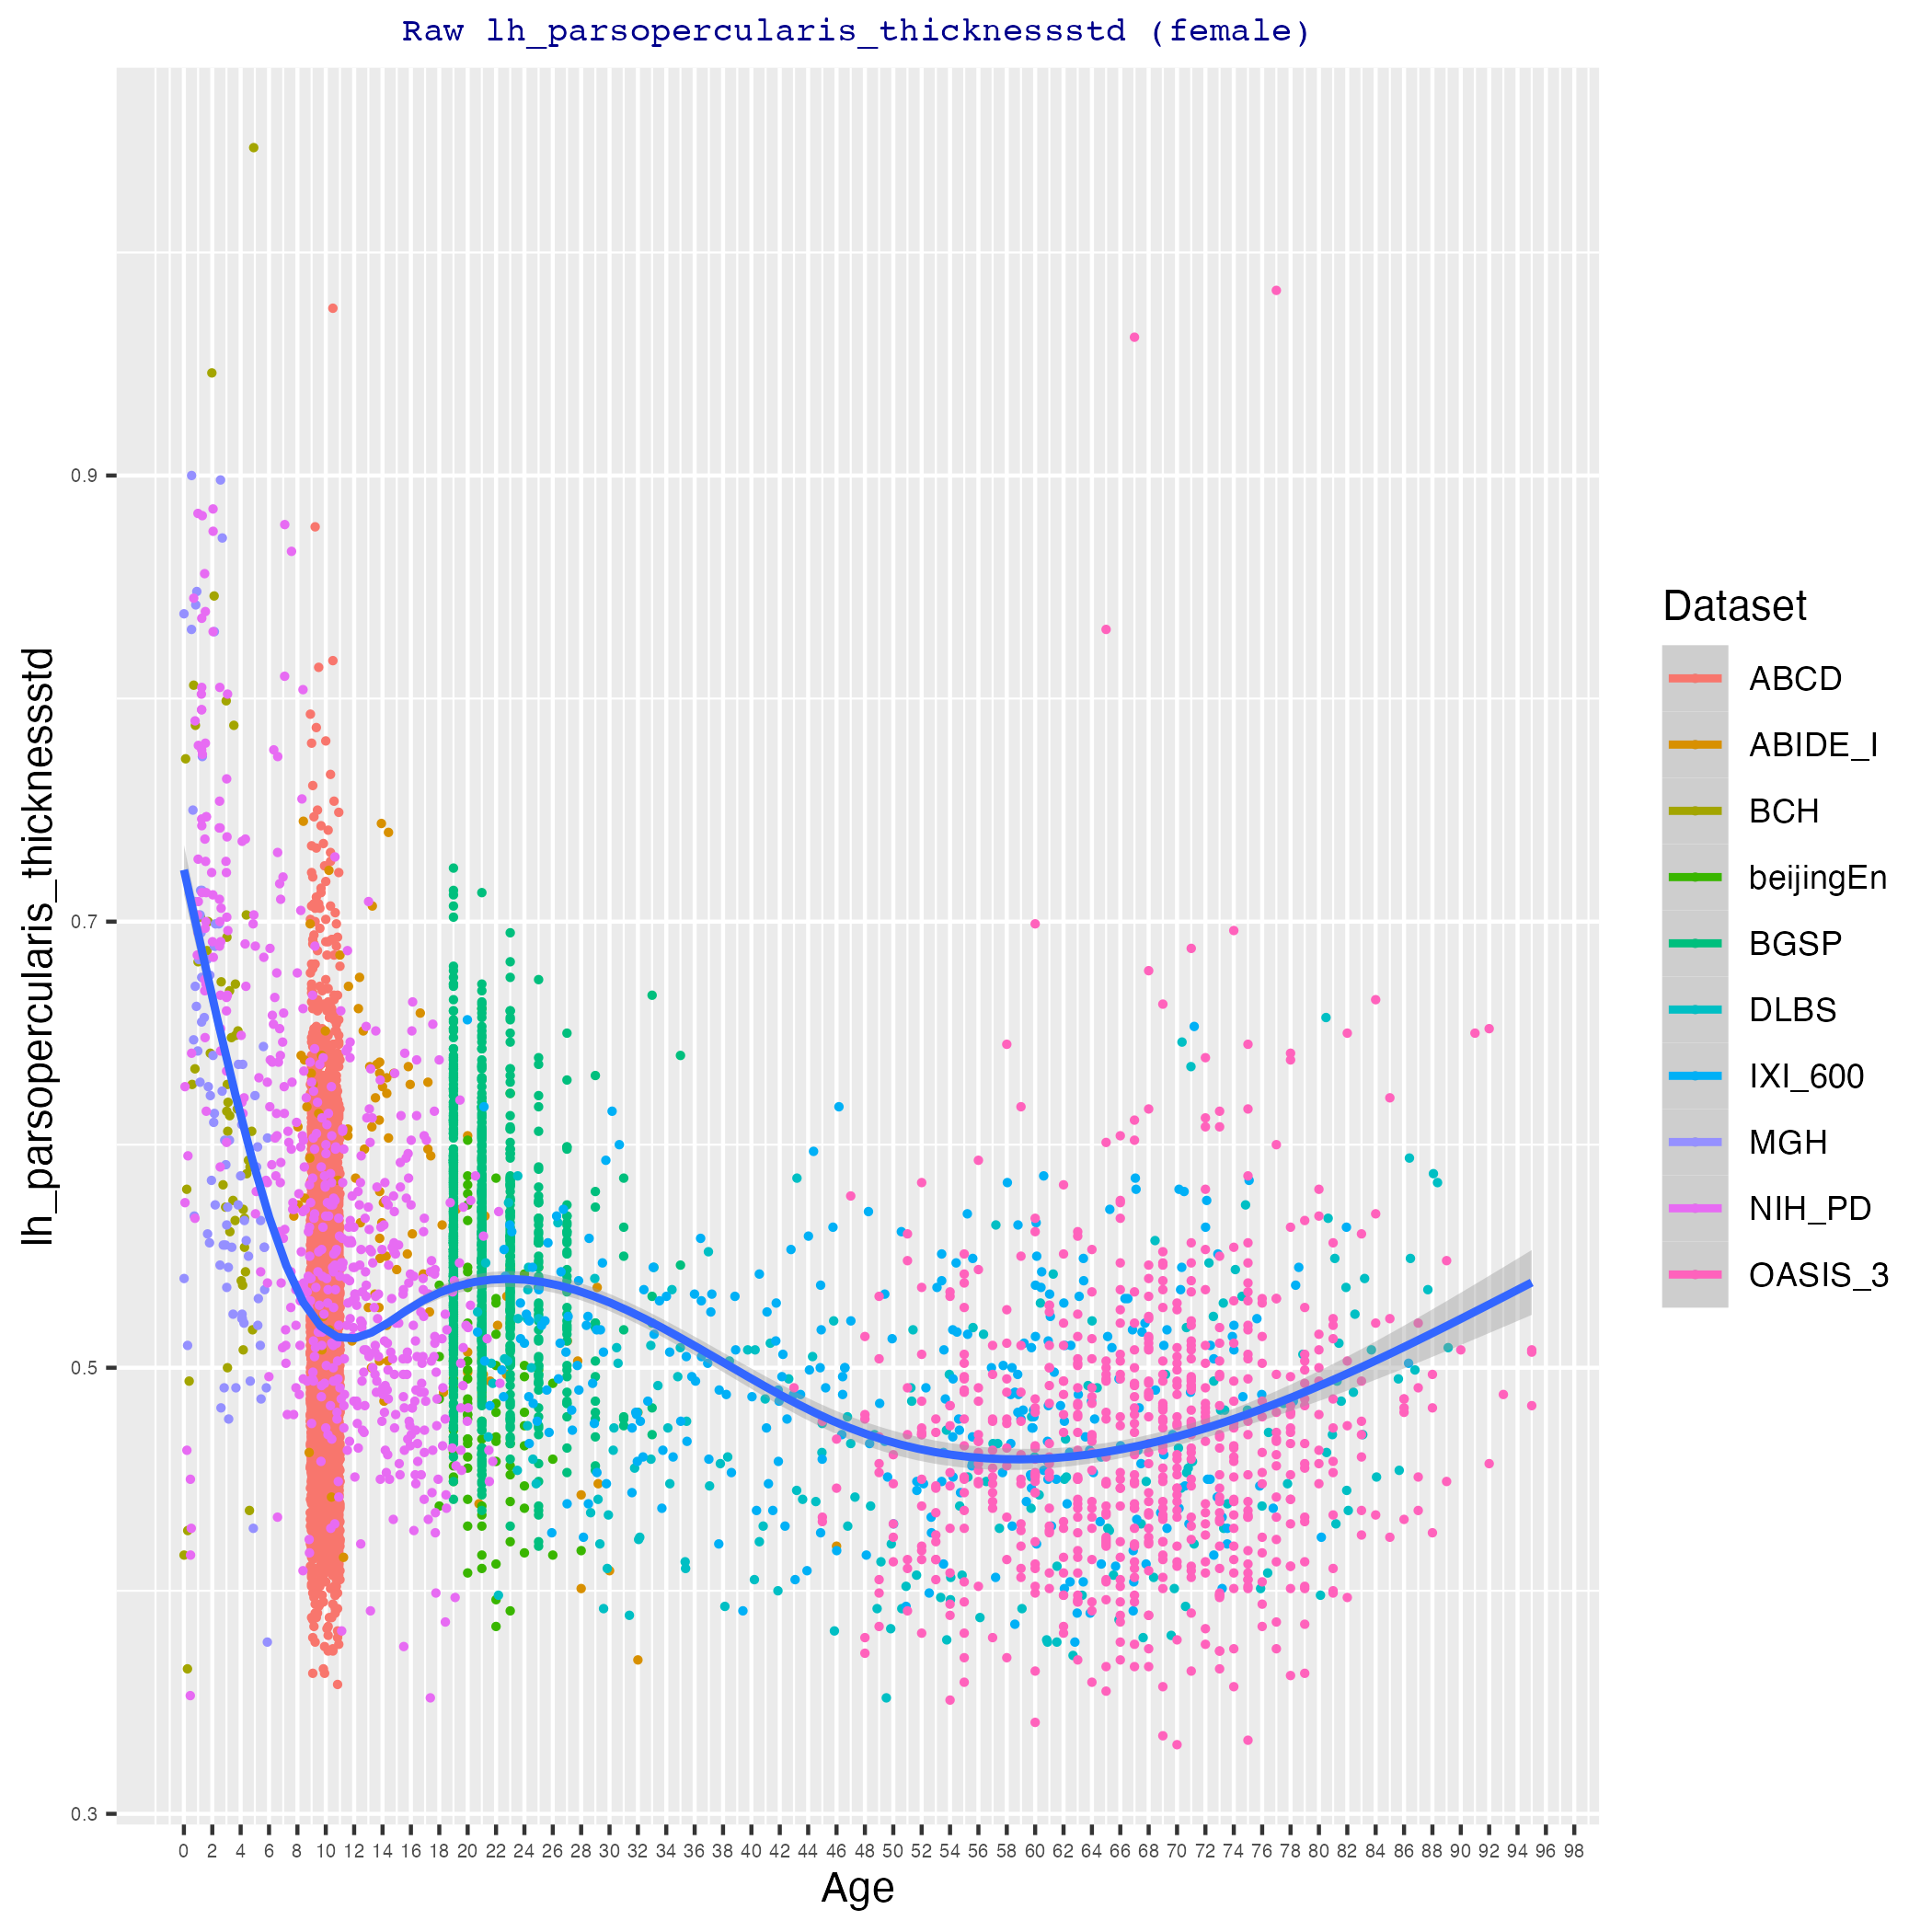 Raw lh_parsopercularis_thicknessstd (female)
lh_parsopercularis_thicknessstd
0.9
0.7
0.5
0.3
0 2 4 6 8 10 12 14 16 18 20 22 24 26 28 30 32 34 36 38 40 42 44 46 48 50 52 54 56 58 60 62 64 66 68 70 72 74 76 78 80 82 84 86 88 90 92 94 96 98
Age
Dataset
ABCD
ABIDE_I
BCH
beijingEn
BGSP
DLBS
IXI_600
MGH
NIH_PD
OASIS_3